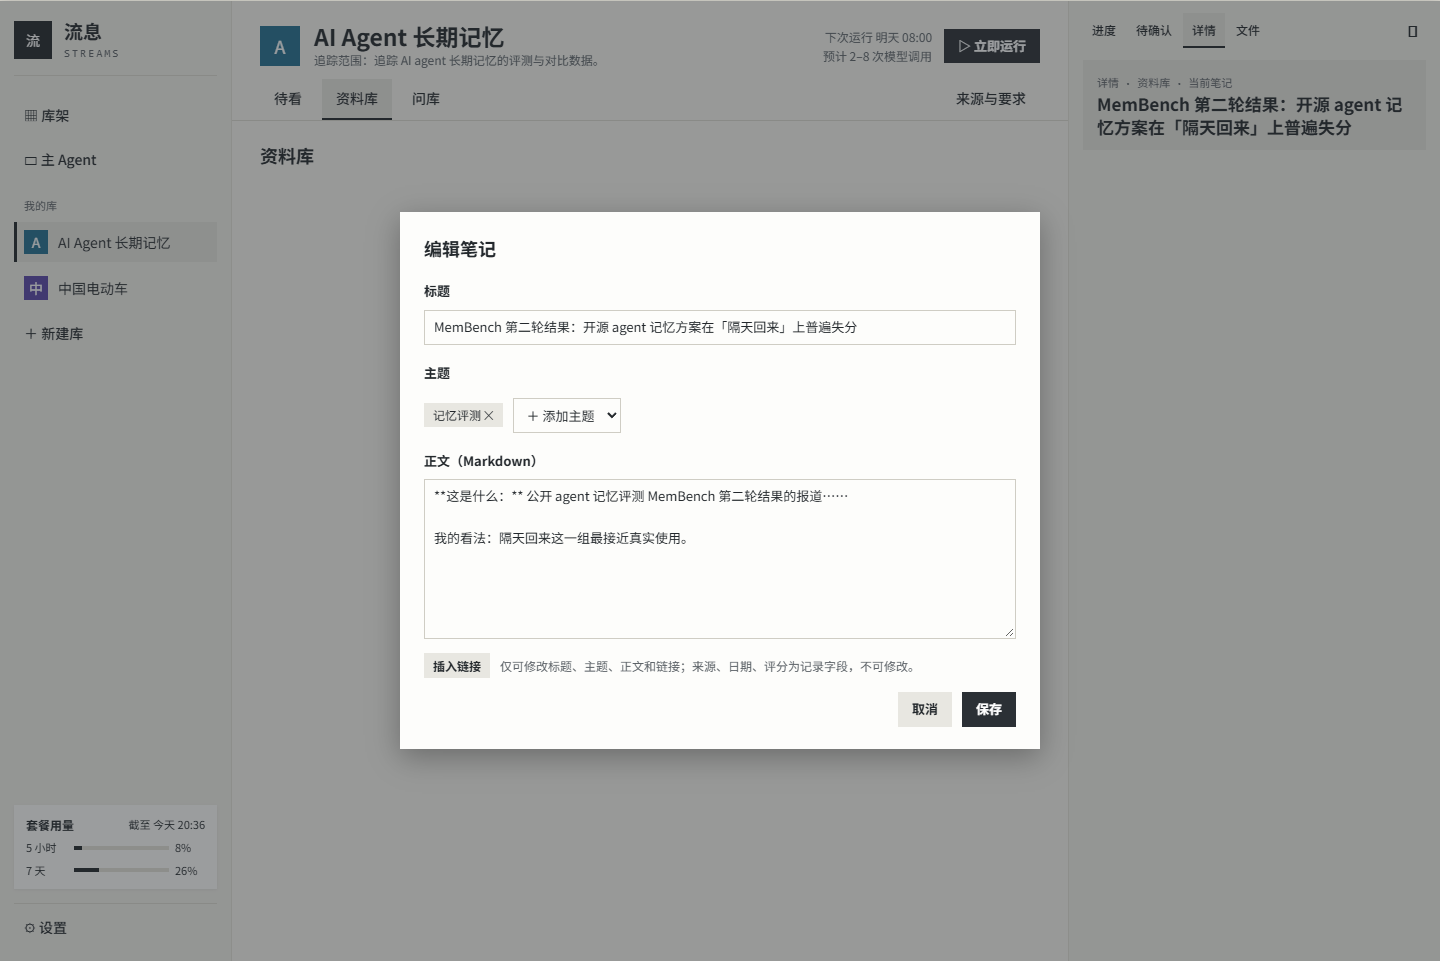 流
流息
STREAMS
库架
主 Agent
我的库
A
AI Agent 长期记忆
中
中国电动车
＋ 新建库
套餐用量
截至 今天 20:36
5 小时
8%
7 天
26%
设置
A
AI Agent 长期记忆
追踪范围：追踪 AI agent 长期记忆的评测与对比数据。
下次运行 明天 08:00
预计 2–8 次模型调用
▷ 立即运行
待看
资料库
问库
来源与要求
资料库
编辑笔记
标题
MemBench 第二轮结果：开源 agent 记忆方案在「隔天回来」上普遍失分
主题
记忆评测 ×
＋ 添加主题
正文（Markdown）
**这是什么：** 公开 agent 记忆评测 MemBench 第二轮结果的报道……
我的看法：隔天回来这一组最接近真实使用。
插入链接
仅可修改标题、主题、正文和链接；来源、日期、评分为记录字段，不可修改。
取消
保存
进度
待确认
详情
文件
详情 · 资料库 · 当前笔记
MemBench 第二轮结果：开源 agent 记
忆方案在「隔天回来」上普遍失分